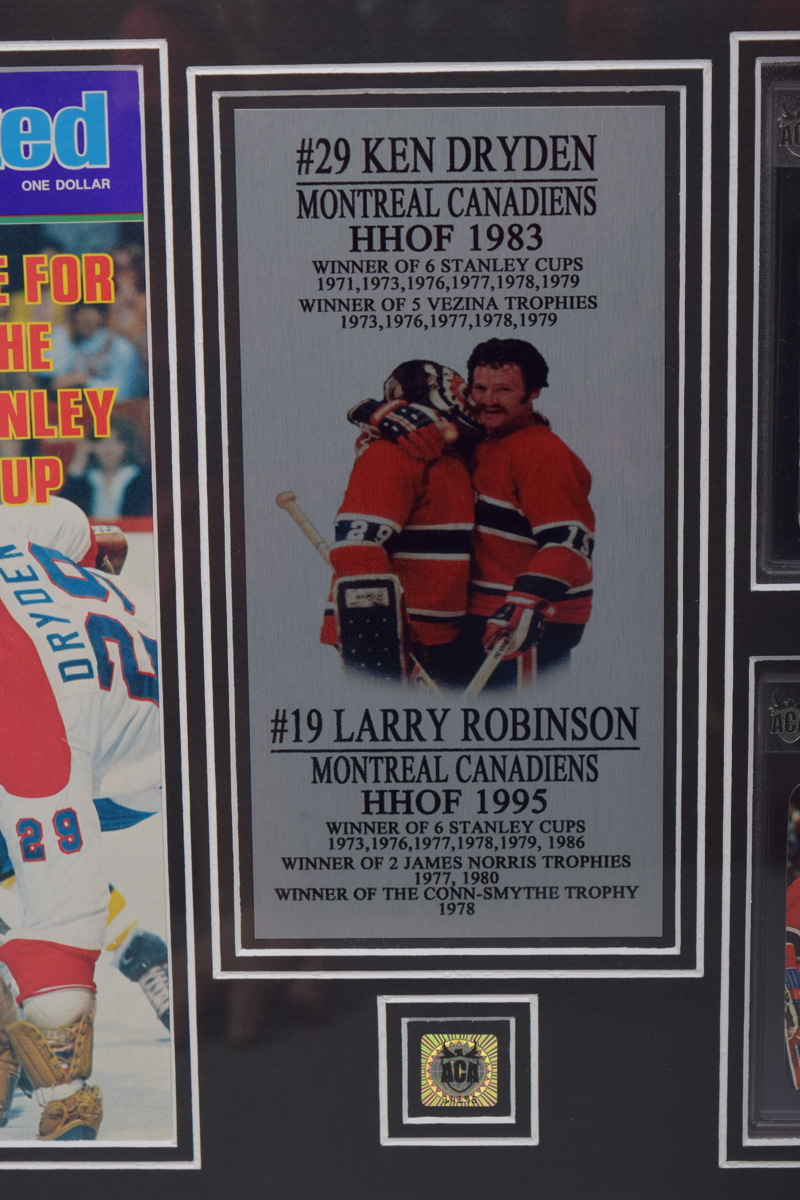 ted
ONE DOLLAR
E FOR
HE
NLEY
UP
DRYDEN
29
29
#29 KEN DRYDEN
MONTREAL CANADIENS
HHOF 1983
WINNER OF 6 STANLEY CUPS
1971,1973,1976,1977,1978,1979
WINNER OF 5 VEZINA TROPHIES
1973,1976,1977,1978,1979
29
19
#19 LARRY ROBINSON
MONTREAL CANADIENS
HHOF 1995
WINNER OF 6 STANLEY CUPS
1973,1976,1977,1978,1979, 1986
WINNER OF 2 JAMES NORRIS TROPHIES
1977, 1980
WINNER OF THE CONN-SMYTHE TROPHY
1978
ACA
ACA